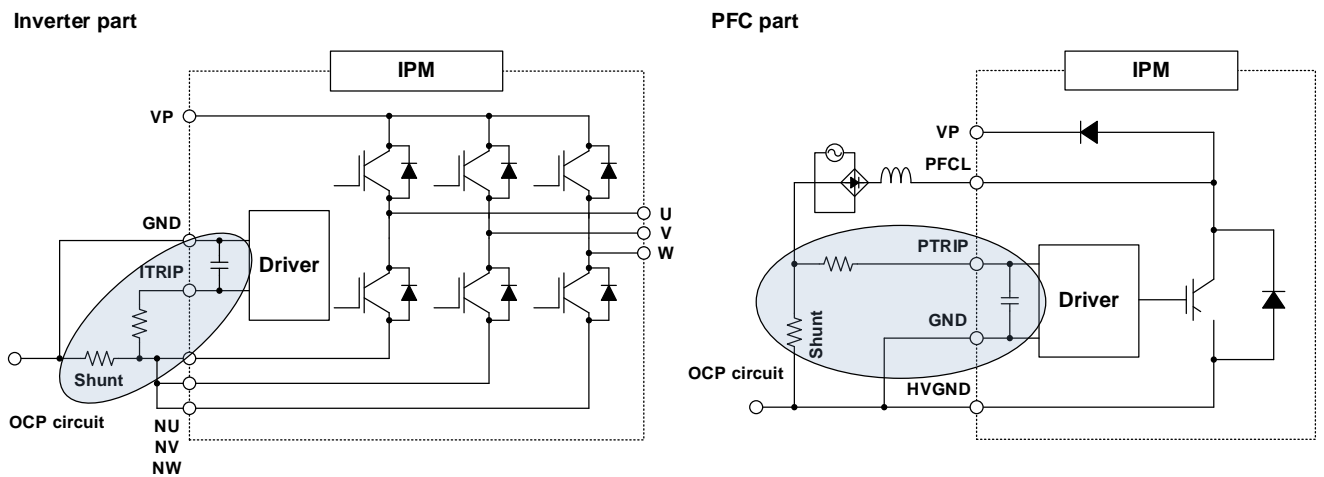 Inverter part
IPM
VP
GND
ITRIP
Driver
U
V
W
Shunt
OCP circuit
NU
NV
NW
PFC part
IPM
VP
PFCL
PTRIP
Driver
GND
Shunt
OCP circuit
HVGND